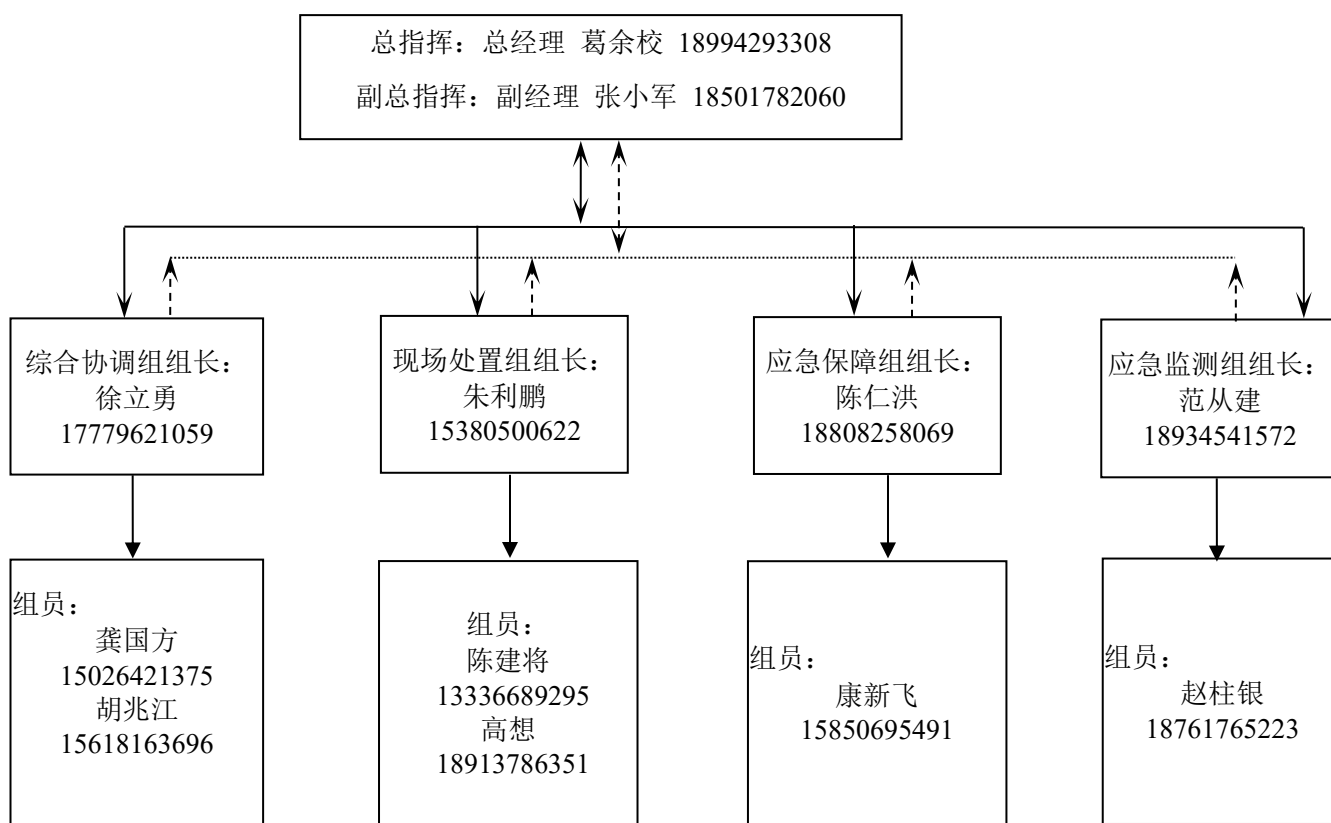 总指挥：总经理 葛余校 18994293308
副总指挥：副经理 张小军 18501782060
综合协调组组长：
徐立勇
17779621059
现场处置组组长：
朱利鹏
15380500622
应急保障组组长：
陈仁洪
18808258069
应急监测组组长：
范从建
18934541572
组员：
龚国方
15026421375
胡兆江
15618163696
组员：
陈建将
13336689295
高想
18913786351
组员：
康新飞
15850695491
组员：
赵柱银
18761765223